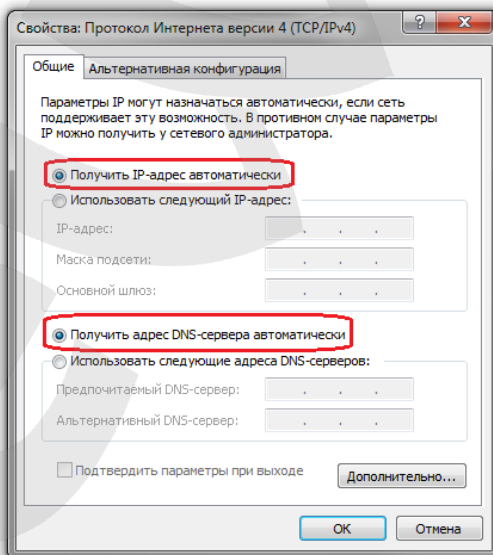 Свойства: Протокол Интернета версии 4 (TCP/IPv4)
Общие
Альтернативная конфигурация
Параметры IP могут назначаться автоматически, если сеть
поддерживает эту возможность. В противном случае параметры
IP можно получить у сетевого администратора.
Получить IP-адрес автоматически
Использовать следующий IP-адрес:
IP-адрес:
Маска подсети:
Основной шлюз:
Получить адрес DNS-сервера автоматически
Использовать следующие адреса DNS-серверов:
Предпочитаемый DNS-сервер:
Альтернативный DNS-сервер:
Подтвердить параметры при выходе
Дополнительно...
OK
Отмена